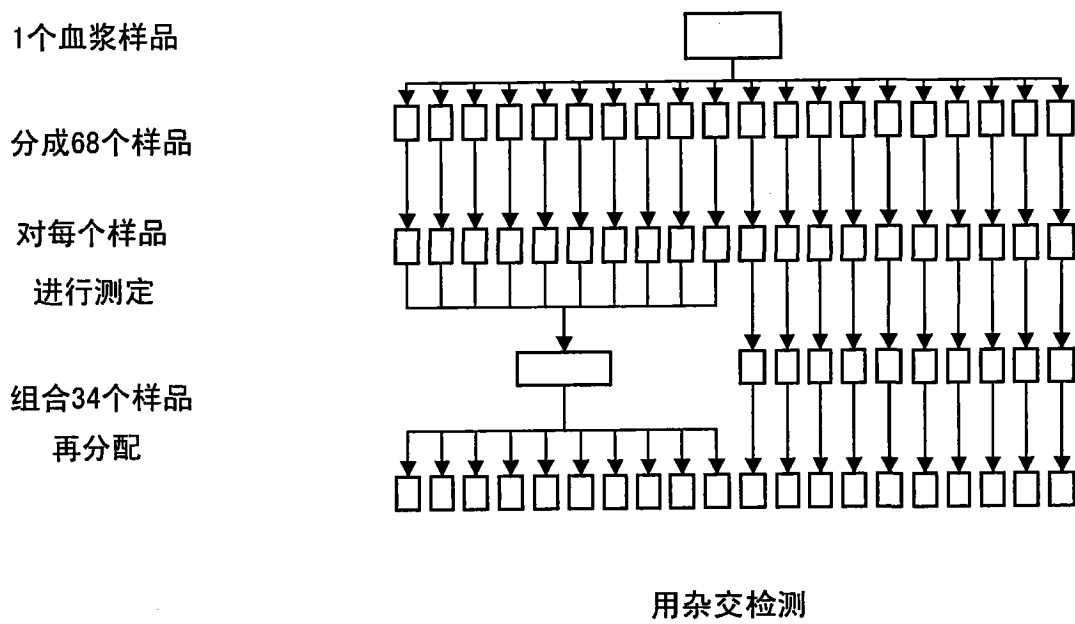 1个血浆样品
分成68个样品
对每个样品
进行测定
组合34个样品
再分配
用杂交检测